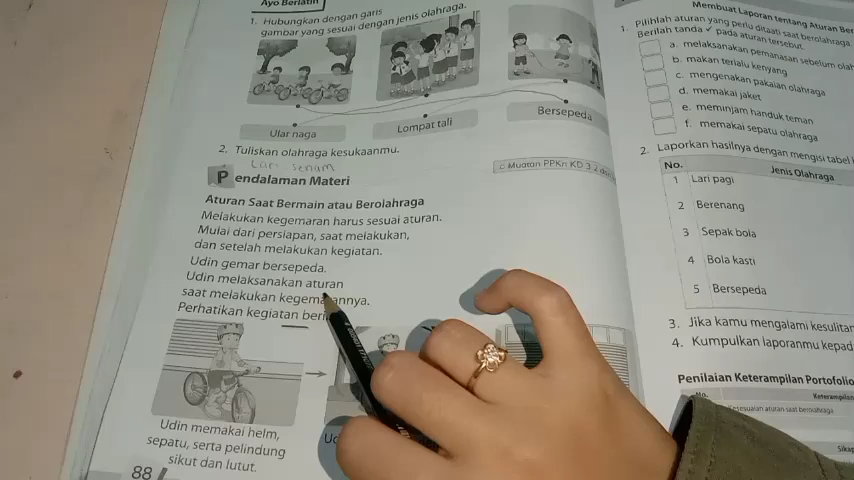 Ayo Berlatih
1. Hubungkan dengan garis
gambar yang sesuai dengan jenis olahraga.
Ular naga
Lompat tali
Bersepeda
2. Tuliskan olahraga kesukaanmu.
Lari senam
Pendalaman Materi
Muatan PPKn KD 3.2
Aturan Saat Bermain atau Berolahraga
Melakukan kegemaran harus sesuai aturan.
Mulai dari persiapan, saat melakukan,
dan setelah melakukan kegiatan.
Udin gemar bersepeda.
Udin melaksanakan aturan
saat melakukan kegemarannya.
Perhatikan kegiatan
Udin memakai helm,
sepatu, serta pelindung
sikut dan lutut.
88
Membuat Laporan tentang Aturan
1. Pilihlah aturan yang perlu ditaati saat berolahraga
Berilah tanda ✓ pada aturan tersebut.
a. melaksanakan pemanasan sebelum
b. makan terlalu kenyang
c. mengenakan pakaian olahraga
d. memakai jaket
e. meminjam handuk teman
f. memakai sepatu olahraga
2. Laporkan hasilnya dengan mengisi tabel
No. Jenis Olahraga
1 Lari pagi
2 Berenang
3 Sepak bola
4 Bola kasti
5 Bersepeda
3. Jika kamu mengalami kesulitan
4. Kumpulkan laporanmu
Penilaian Keterampilan Portofolio
No.
Kesesuaian aturan saat berolahraga